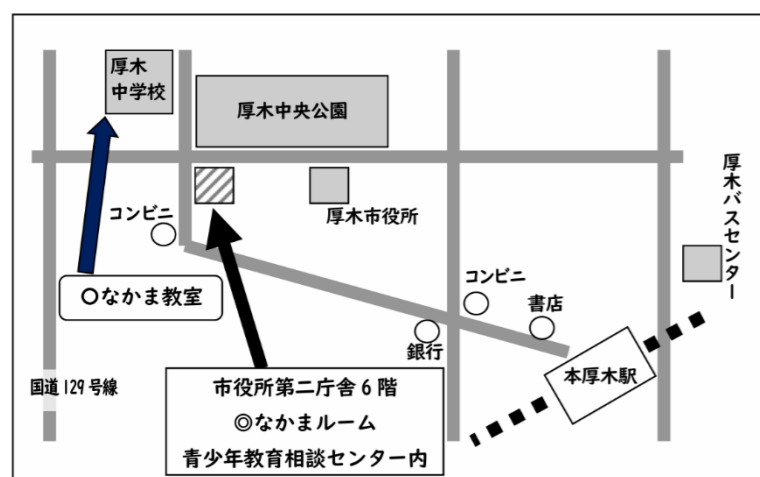 厚木
中学校
厚木中央公園
厚木市役所
厚木バスセンター
コンビニ
○なかま教室
コンビニ
書店
銀行
本厚木駅
国道129号線
市役所第二庁舎6階
◎なかまルーム
青少年教育相談センター内